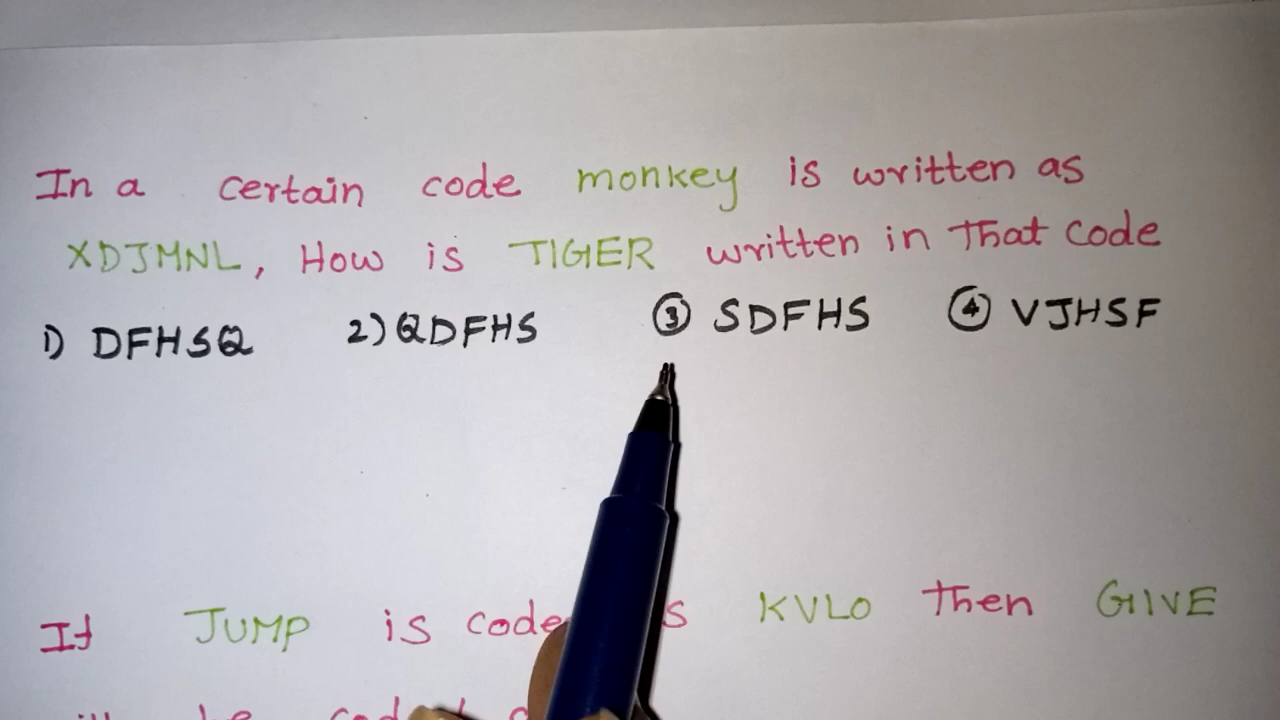 In a certain code monkey is written as
XDJMNL, How is TIGER written in That code
1) DFHSQ 2) QDFHS ③ SDFHS ④ VJHSF
If JUMP is KVLO then GIVE
be